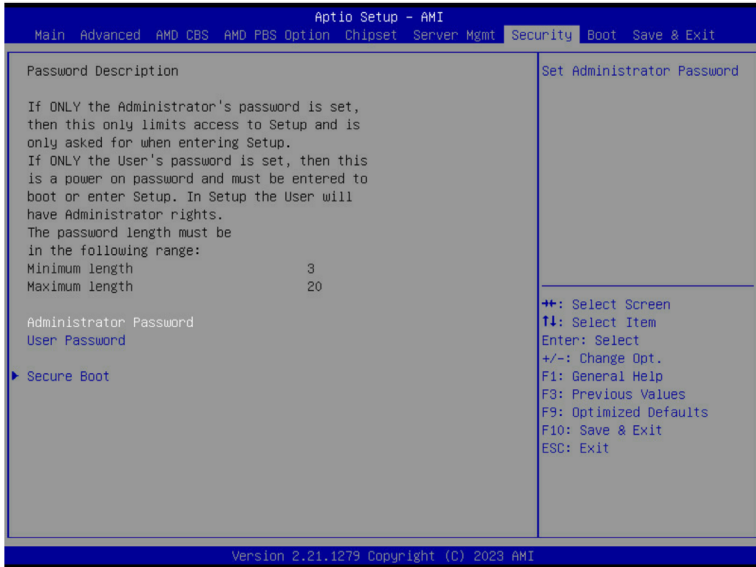 Aptio Setup - AMI
Main Advanced AMD CBS AMD PBS Option Chipset Server Mgmt Security Boot Save & Exit
Password Description
If ONLY the Administrator's password is set,
then this only limits access to Setup and is
only asked for when entering Setup.
If ONLY the User's password is set, then this
is a power on password and must be entered to
boot or enter Setup. In Setup the User will
have Administrator rights.
The password length must be
in the following range:
Minimum length 3
Maximum length 20
Administrator Password
User Password
▶ Secure Boot
Set Administrator Password
→←: Select Screen
↑↓: Select Item
Enter: Select
+/-: Change Opt.
F1: General Help
F3: Previous Values
F9: Optimized Defaults
F10: Save & Exit
ESC: Exit
Version 2.21.1279 Copyright (C) 2023 AMI